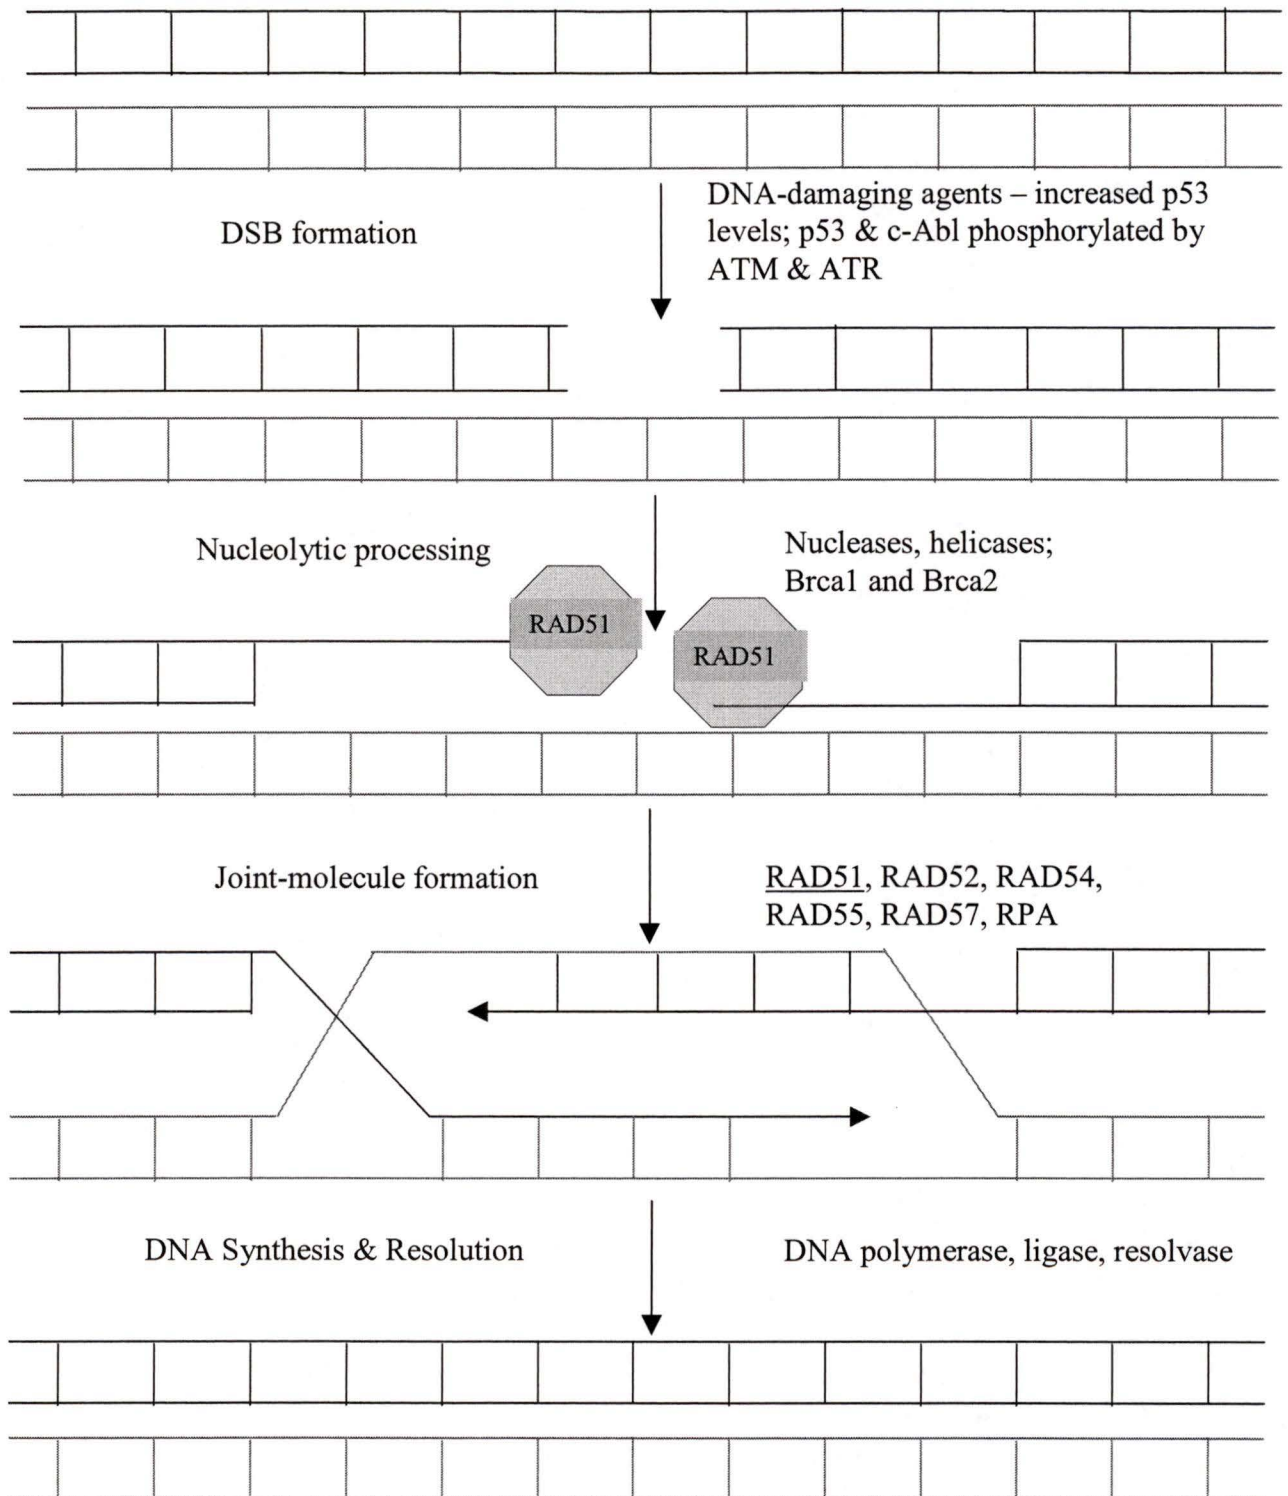 DSB formation
DNA-damaging agents – increased p53
levels; p53 & c-Abl phosphorylated by
ATM & ATR
Nucleolytic processing
Nucleases, helicases;
Brca1 and Brca2
RAD51
RAD51
Joint-molecule formation
RAD51, RAD52, RAD54,
RAD55, RAD57, RPA
DNA Synthesis & Resolution
DNA polymerase, ligase, resolvase